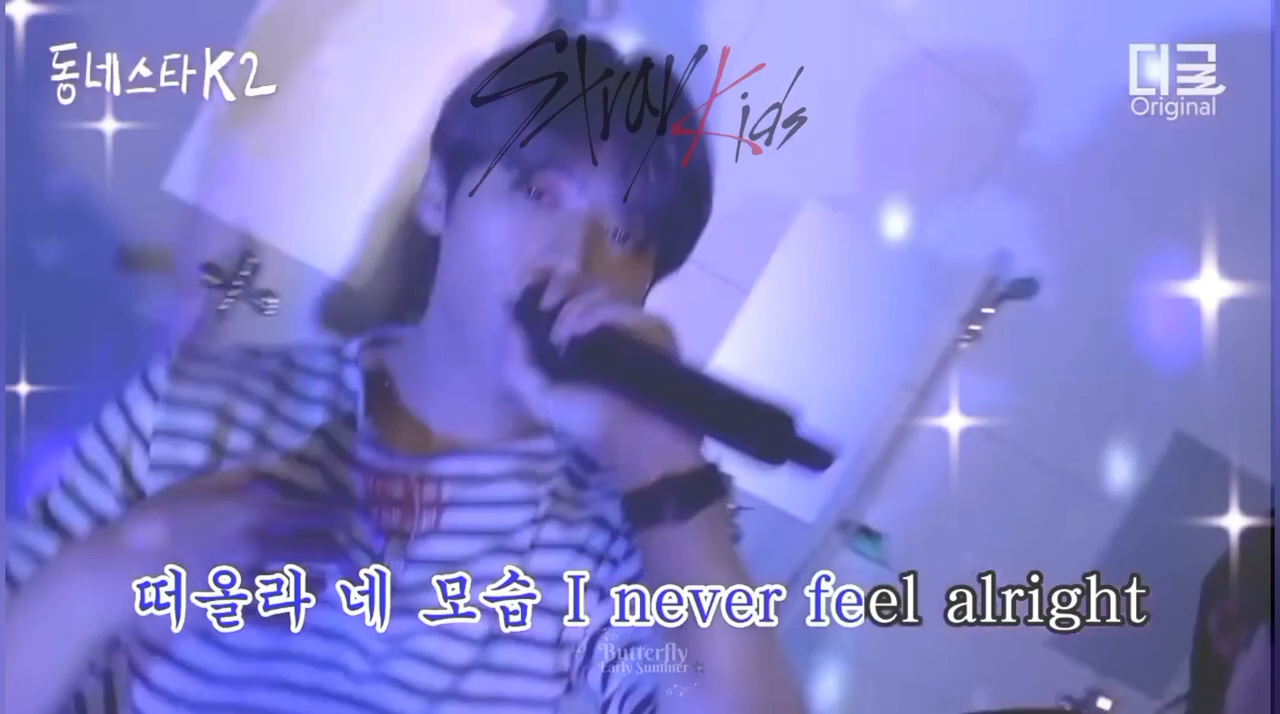 동네스타K2
Stray Kids
디글
Original
떠올라 네 모습 I never feel alright
Butterfly
Early Summer